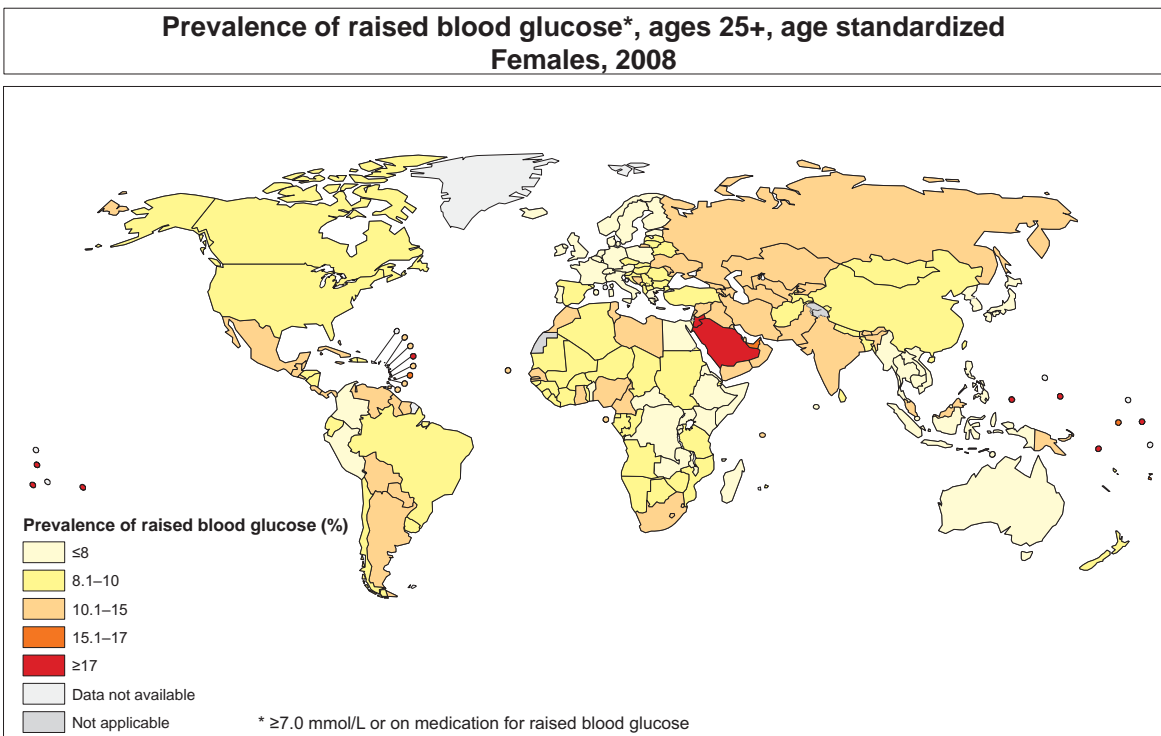 Prevalence of raised blood glucose*, ages 25+, age standardized
Females, 2008
Prevalence of raised blood glucose (%)
≤8
8.1–10
10.1–15
15.1–17
≥17
Data not available
Not applicable
* ≥7.0 mmol/L or on medication for raised blood glucose